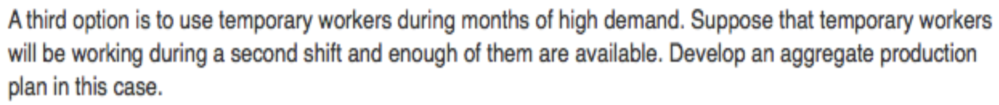 A third option is to use temporary workers during months of high demand. Suppose that temporary workers
will be working during a second shift and enough of them are available. Develop an aggregate production
plan in this case.